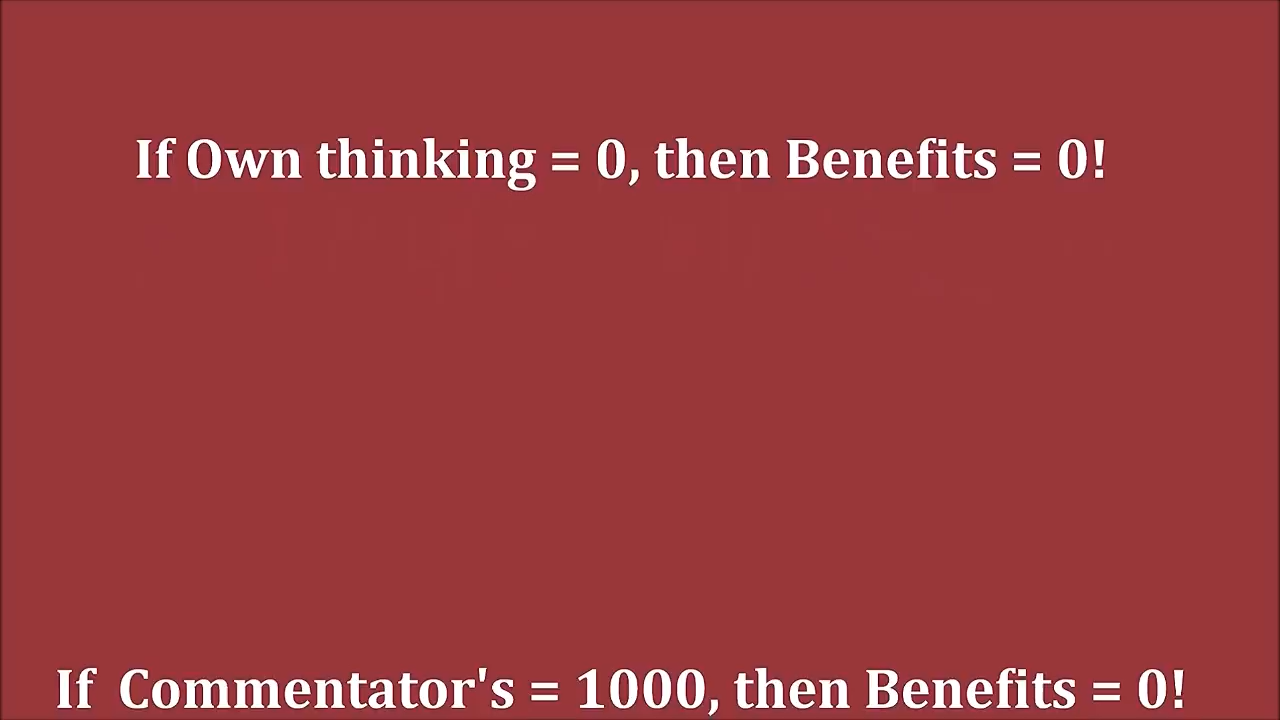 If Own thinking = 0, then Benefits = 0!
If  Commentator's = 1000, then Benefits = 0!